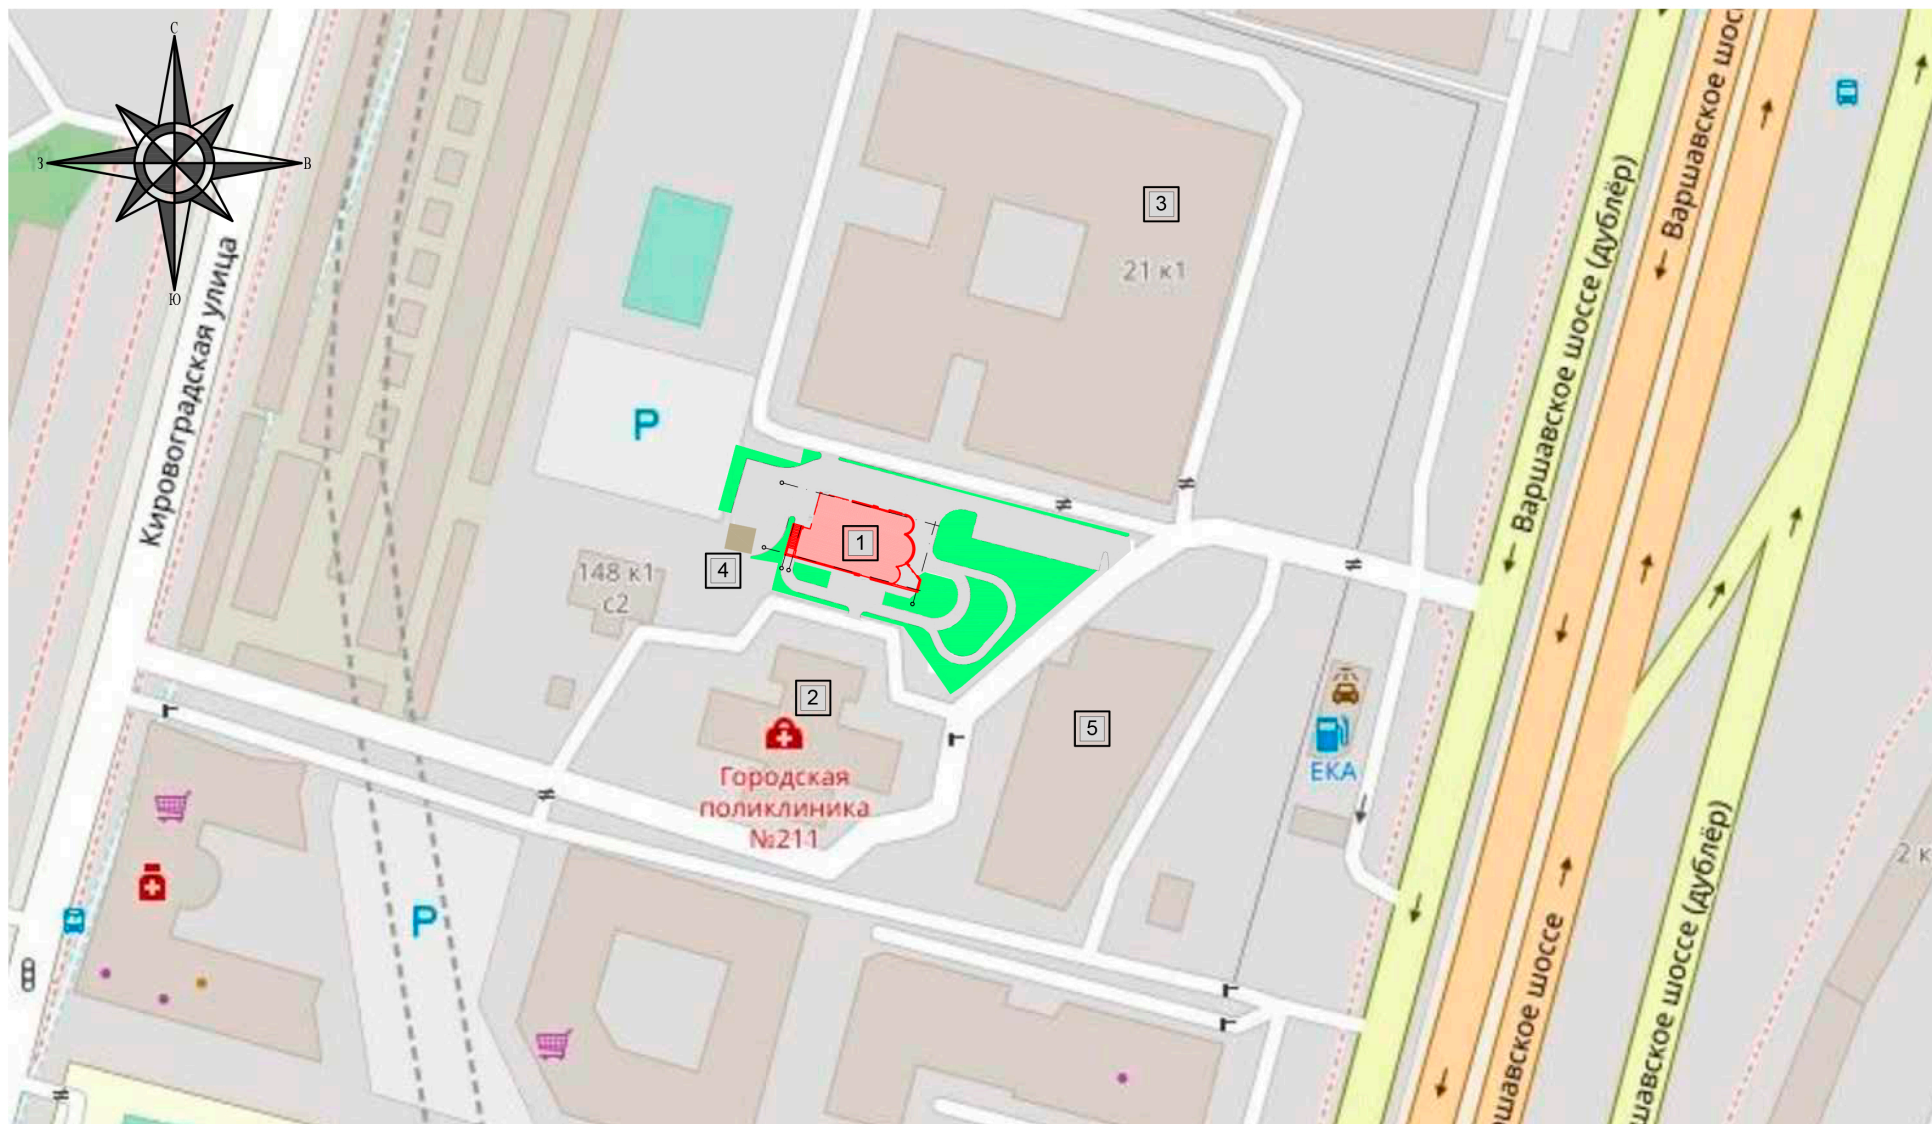 С
З
В
Ю
Кировоградская улица
P
3
21 к1
1
4
148 к1
с2
2
Городская
поликлиника
№211
5
ЕКА
P
Варшавское шоссе (дублёр)
Варшавское шос
Варшавское шоссе
шавское шоссе (дублёр)
2 к